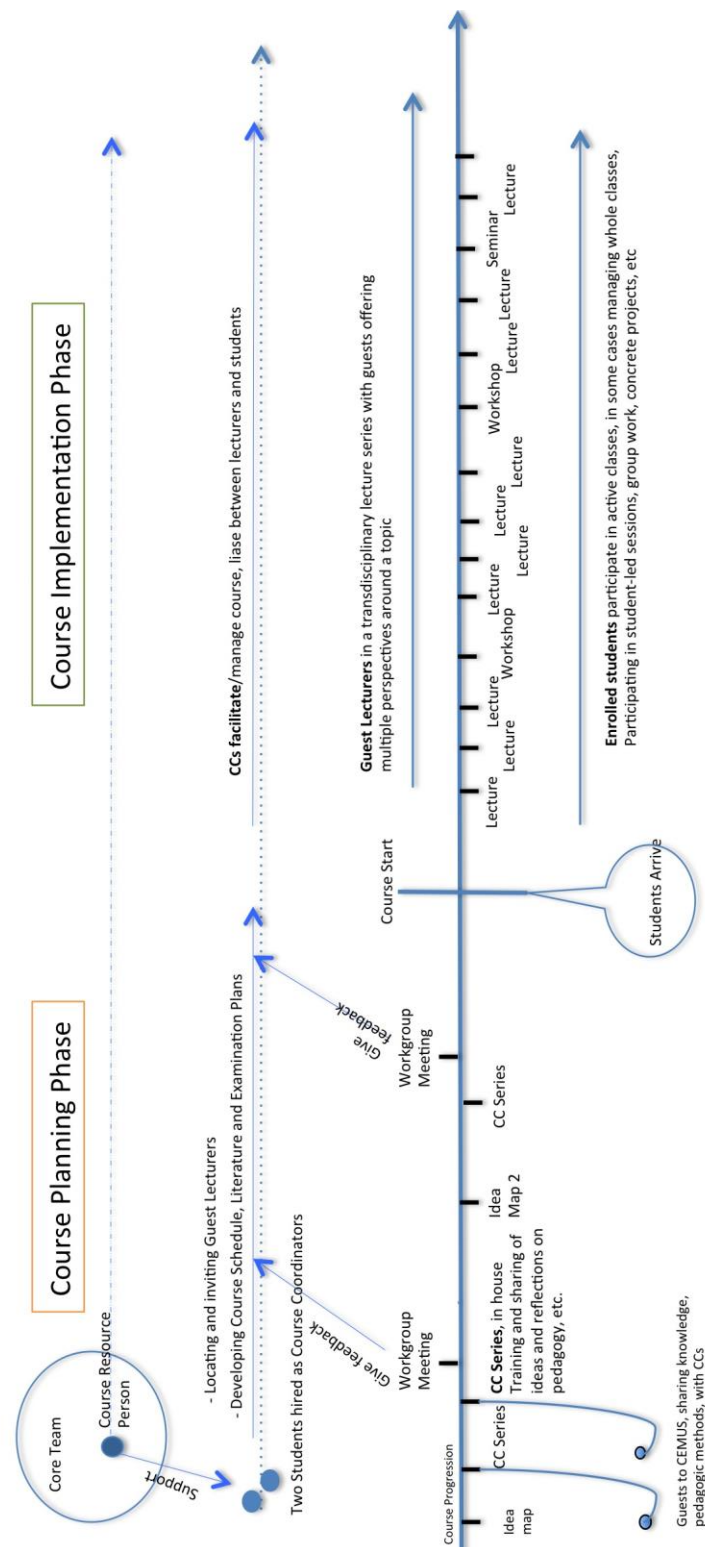 Course Planning Phase
Course Implementation Phase
Core Team
Course Resource
Person
Support
- Locating and inviting Guest Lecturers
- Developing Course Schedule, Literature and Examination Plans
Two Students hired as Course Coordinators
CCs facilitate/manage course, liase between lecturers and students
Give feedback
Give
feedback
Workgroup
Meeting
Workgroup
Meeting
Course Start
Guest Lecturers in a transdisciplinary lecture series with guests offering
multiple perspectives around a topic
Course Progression
Idea
map
CC Series
CC Series, in house
Training and sharing of
ideas and reflections on
pedagogy, etc.
Idea
Map 2
CC Series
Lecture
Lecture
Lecture
Workshop
Lecture
Lecture
Lecture
Lecture
Workshop
Lecture
Lecture
Seminar
Lecture
Students Arrive
Guests to CEMUS, sharing knowledge,
pedagogic methods, with CCs
Enrolled students participate in active classes, in some cases managing whole classes,
Participating in student-led sessions, group work, concrete projects, etc